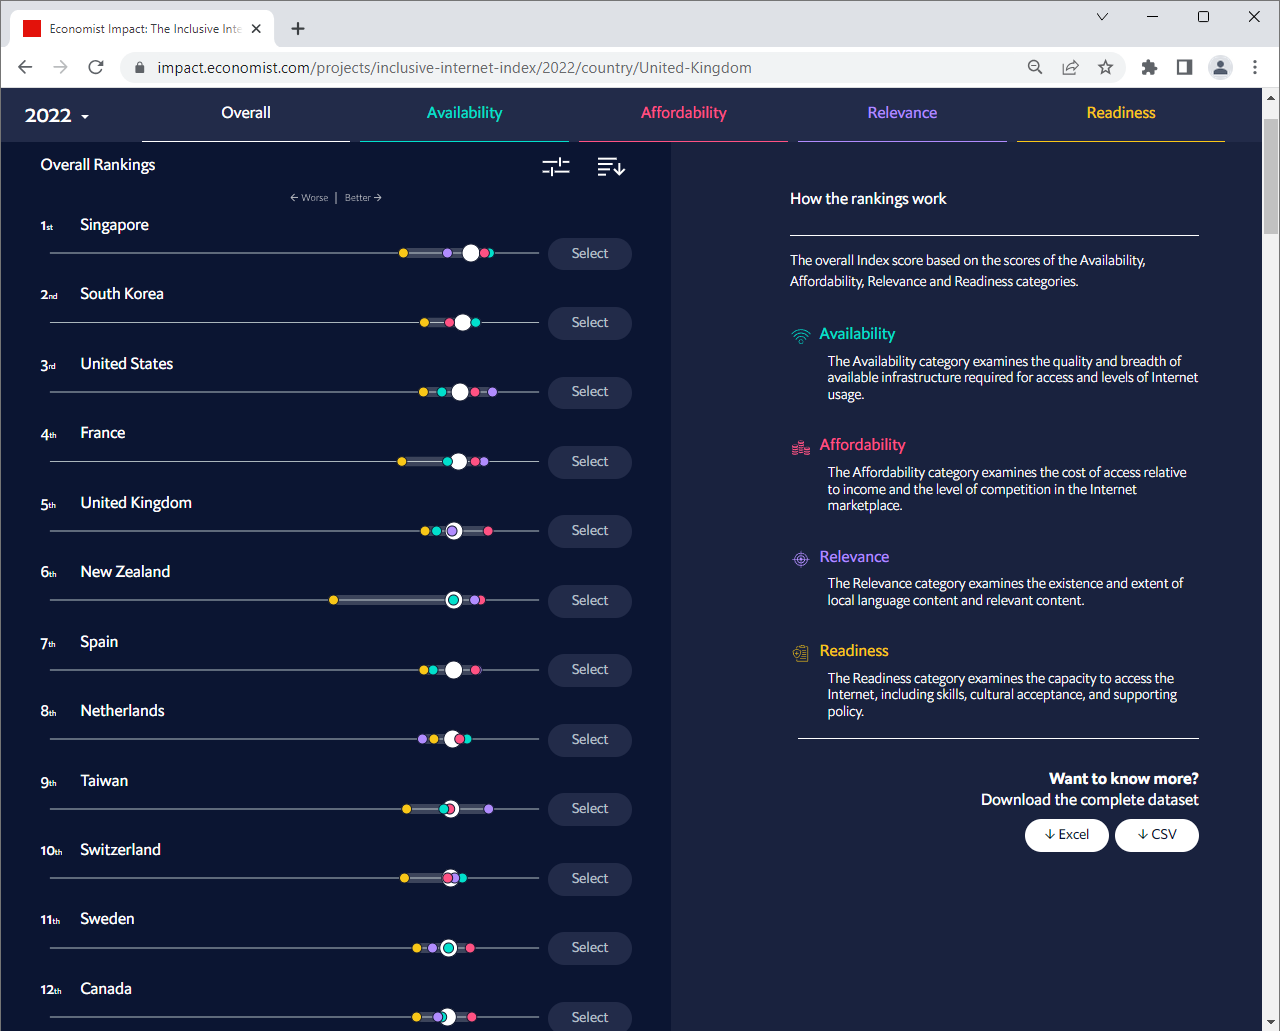 Economist Impact: The Inclusive Inte
impact.economist.com/projects/inclusive-internet-index/2022/country/United-Kingdom
2022
Overall
Availability
Affordability
Relevance
Readiness
Overall Rankings
← Worse | Better →
1st Singapore
Select
2nd South Korea
Select
3rd United States
Select
4th France
Select
5th United Kingdom
Select
6th New Zealand
Select
7th Spain
Select
8th Netherlands
Select
9th Taiwan
Select
10th Switzerland
Select
11th Sweden
Select
12th Canada
Select
How the rankings work
The overall Index score based on the scores of the Availability,
Affordability, Relevance and Readiness categories.
Availability
The Availability category examines the quality and breadth of
available infrastructure required for access and levels of Internet
usage.
Affordability
The Affordability category examines the cost of access relative
to income and the level of competition in the Internet
marketplace.
Relevance
The Relevance category examines the existence and extent of
local language content and relevant content.
Readiness
The Readiness category examines the capacity to access the
Internet, including skills, cultural acceptance, and supporting
policy.
Want to know more?
Download the complete dataset
↓ Excel
↓ CSV